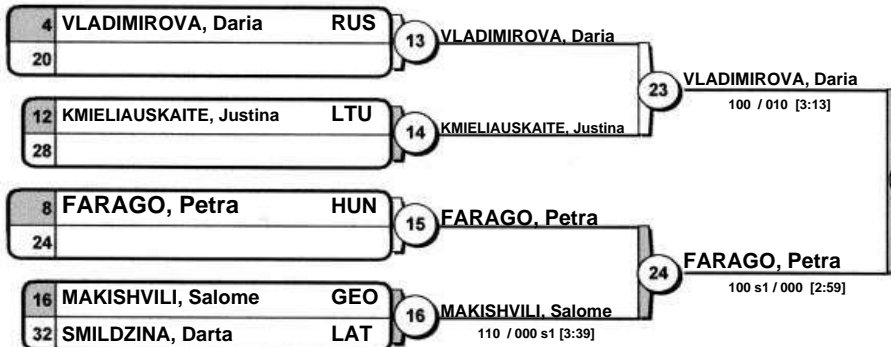 4 VLADIMIROVA, Daria RUS
20
13 VLADIMIROVA, Daria
12 KMIELIAUSKAITE, Justina LTU
28
14 KMIELIAUSKAITE, Justina
23 VLADIMIROVA, Daria
100 / 010 [3:13]
8 FARAGO, Petra HUN
24
15 FARAGO, Petra
16 MAKISHVILI, Salome GEO
32 SMILDZINA, Darta LAT
16 MAKISHVILI, Salome
110 / 000 s1 [3:39]
24 FARAGO, Petra
100 s1 / 000 [2:59]